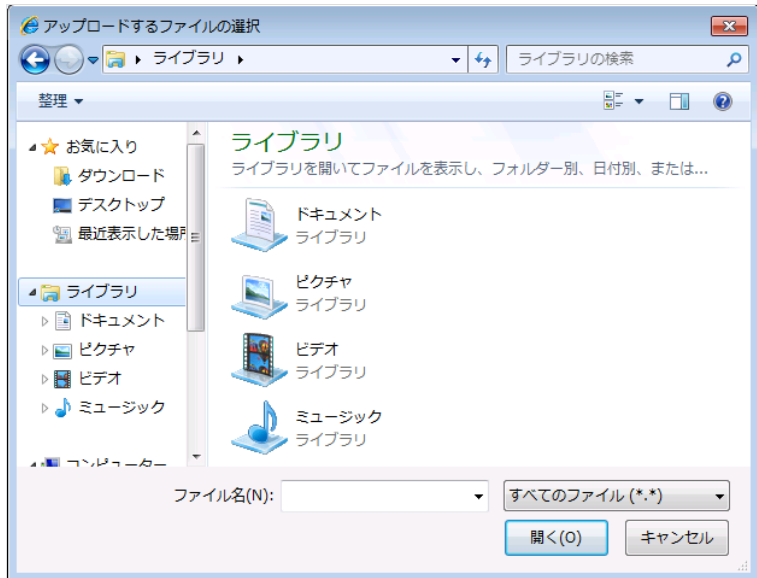 アップロードするファイルの選択
ライブラリ
ライブラリの検索
整理
お気に入り
ダウンロード
デスクトップ
最近表示した場所
ライブラリ
ドキュメント
ピクチャ
ビデオ
ミュージック
コンピューター
ライブラリ
ライブラリを開いてファイルを表示し、フォルダー別、日付別、または...
ドキュメント
ライブラリ
ピクチャ
ライブラリ
ビデオ
ライブラリ
ミュージック
ライブラリ
ファイル名(N):
すべてのファイル (*.*)
開く(O)
キャンセル